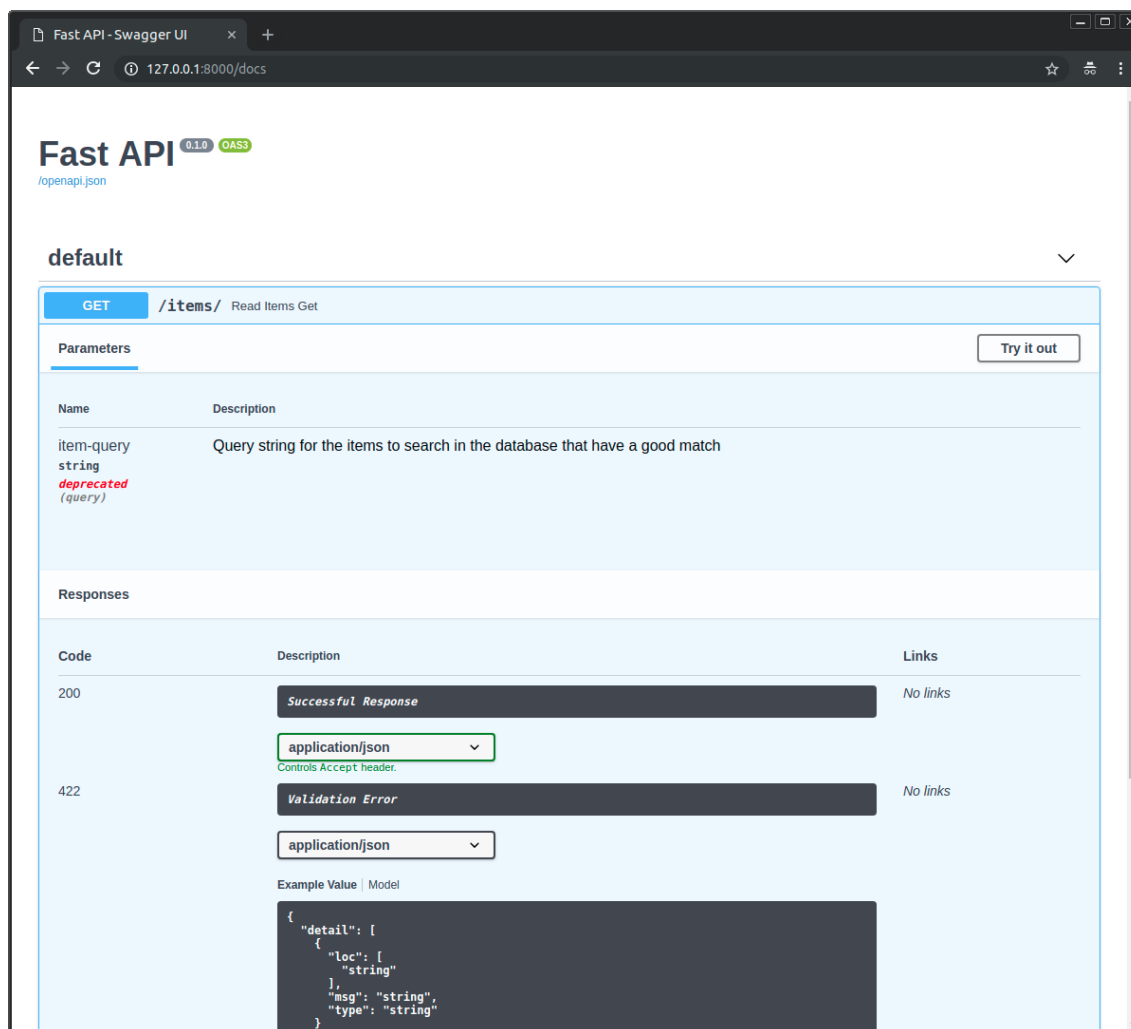 Fast API - Swagger UI
127.0.0.1:8000/docs
Fast API 0.1.0 OAS3
/openapi.json
default
GET /items/ Read Items Get
Parameters
Try it out
Name Description
item-query Query string for the items to search in the database that have a good match
string
deprecated
(query)
Responses
Code Description Links
200 Successful Response No links
application/json
Controls Accept header.
422 Validation Error No links
application/json
Example Value Model
{
"detail": [
{
"loc": [
"string"
],
"msg": "string",
"type": "string"
}